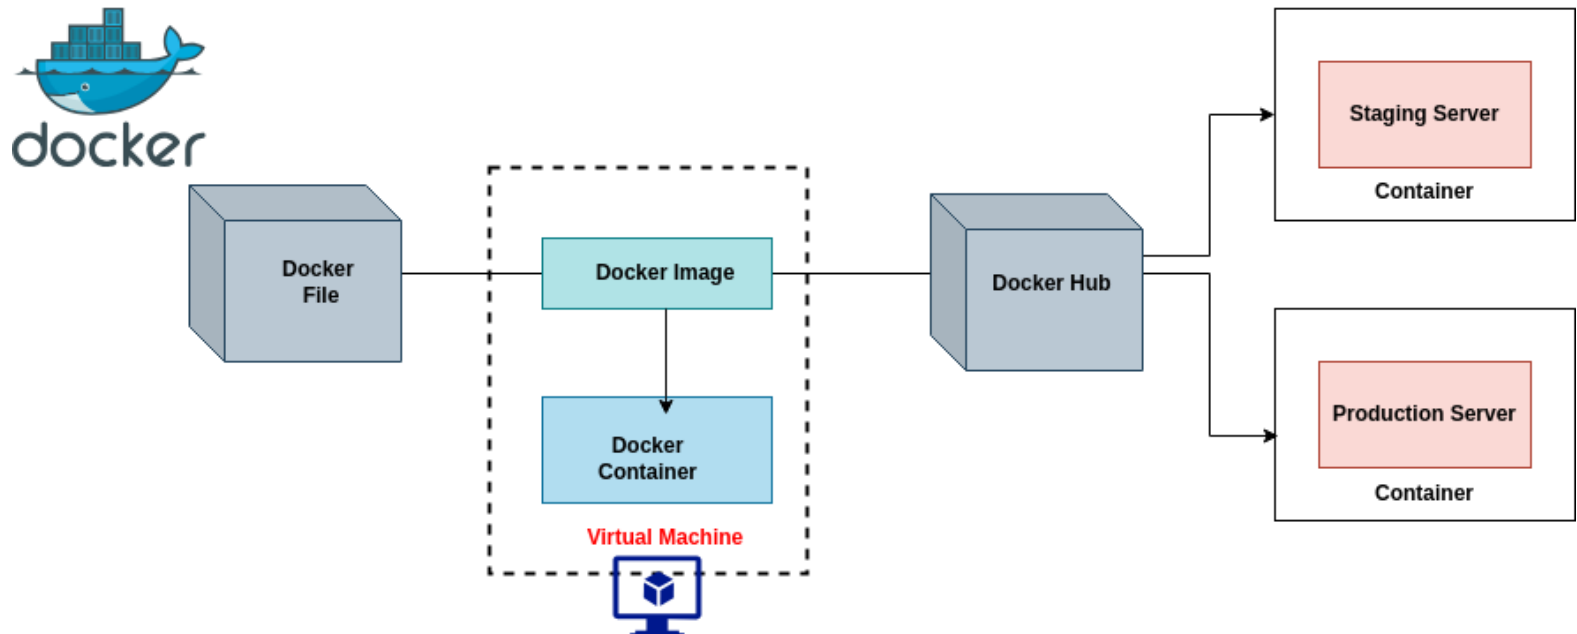 docker
Docker
File
Docker Image
Docker
Container
Virtual Machine
Docker Hub
Staging Server
Container
Production Server
Container